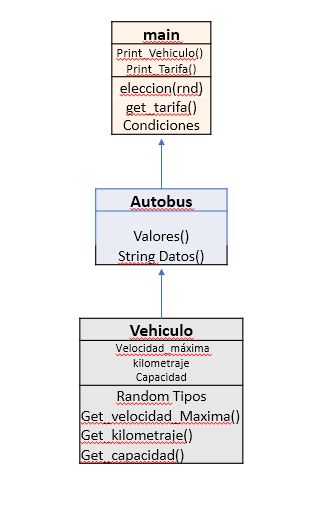 main
Print_Vehiculo()
Print_Tarifa()
eleccion(rnd)
get_tarifa()
Condiciones
Autobus
Valores()
String Datos()
Vehiculo
Velocidad_máxima
kilometraje
Capacidad
Random Tipos
Get_velocidad_Maxima()
Get_kilometraje()
Get_capacidad()